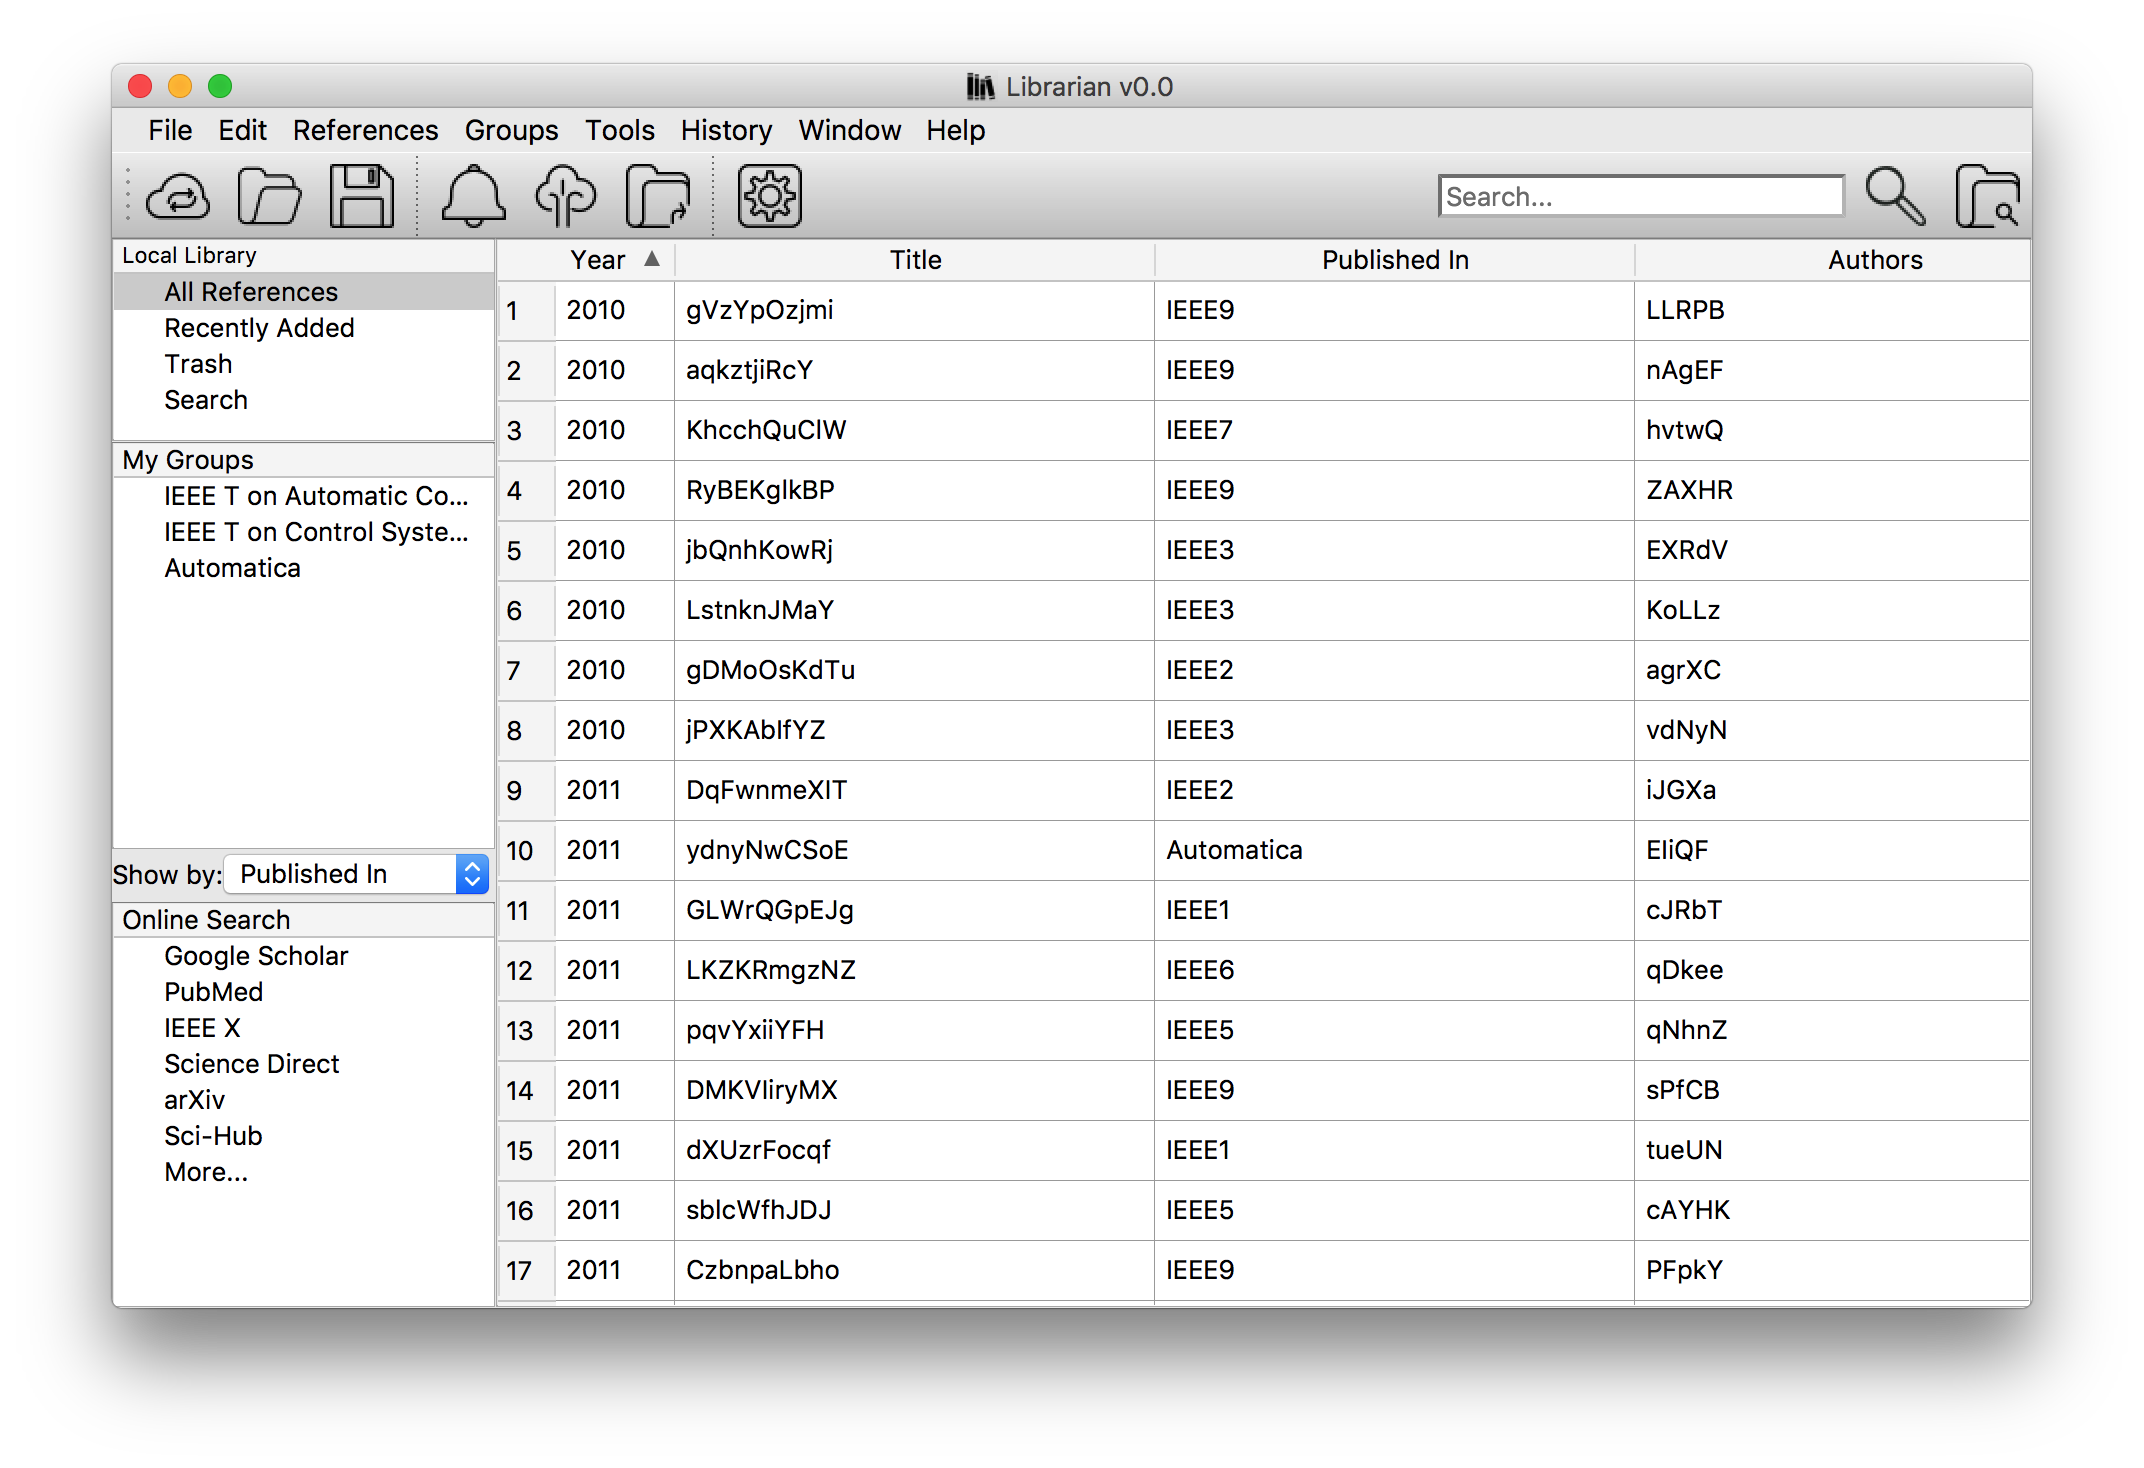 Librarian v0.0
File Edit References Groups Tools History Window Help
Search...
Local Library
All References
Recently Added
Trash
Search
My Groups
IEEE T on Automatic Co...
IEEE T on Control Syste...
Automatica
Show by: Published In
Online Search
Google Scholar
PubMed
IEEE X
Science Direct
arXiv
Sci-Hub
More...
Year Title Published In Authors
1 2010 gVzYpOzjmi IEEE9 LLRPB
2 2010 aqkztjiRcY IEEE9 nAgEF
3 2010 KhcchQuClW IEEE7 hvtwQ
4 2010 RyBEKglkBP IEEE9 ZAXHR
5 2010 jbQnhKowRj IEEE3 EXRdV
6 2010 LstnknJMaY IEEE3 KoLLz
7 2010 gDMoOsKdTu IEEE2 agrXC
8 2010 jPXKAbIfYZ IEEE3 vdNyN
9 2011 DqFwnmeXIT IEEE2 iJGXa
10 2011 ydnyNwCSoE Automatica EliQF
11 2011 GLWrQGpEJg IEEE1 cJRbT
12 2011 LKZKRmgzNZ IEEE6 qDkee
13 2011 pqvYxiiYFH IEEE5 qNhnZ
14 2011 DMKVIiryMX IEEE9 sPfCB
15 2011 dXUzrFocqf IEEE1 tueUN
16 2011 sblcWfhJDJ IEEE5 cAYHK
17 2011 CzbnpaLbho IEEE9 PFpkY